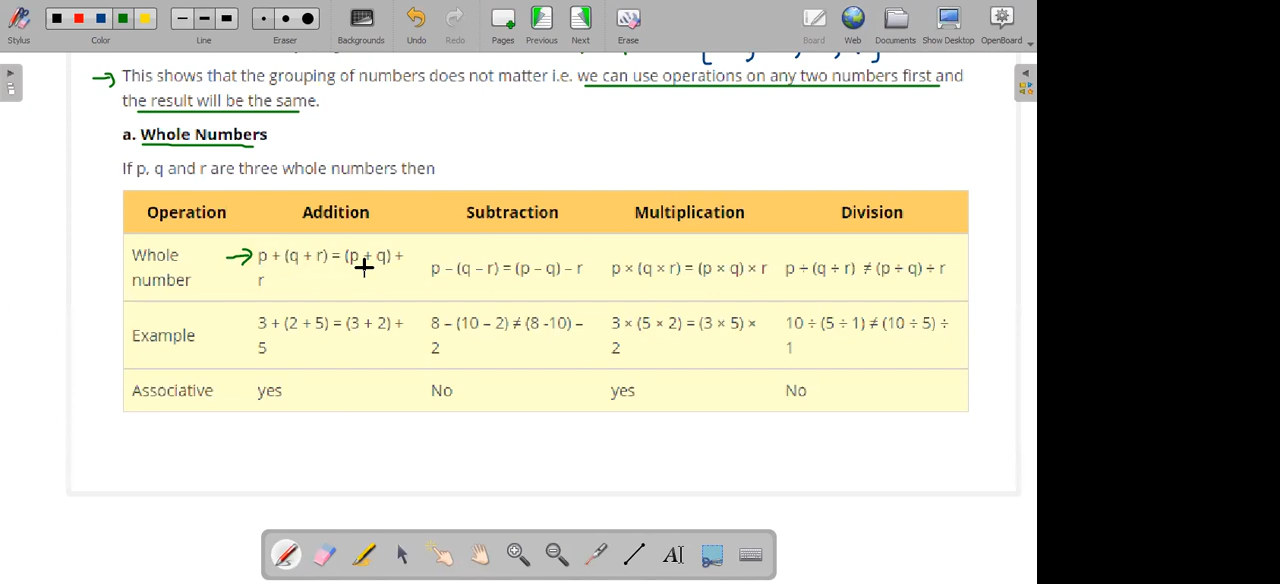 Stylus Color Line Eraser Backgrounds Undo Redo Pages Previous Next Erase Board Web Documents Show Desktop OpenBoard
This shows that the grouping of numbers does not matter i.e. we can use operations on any two numbers first and
the result will be the same.
a. Whole Numbers
If p, q and r are three whole numbers then
Operation Addition Subtraction Multiplication Division
Whole number p + (q + r) = (p + q) + r p – (q – r) = (p – q) – r p × (q × r) = (p × q) × r p ÷ (q ÷ r) ≠ (p ÷ q) ÷ r
Example 3 + (2 + 5) = (3 + 2) + 5 8 – (10 – 2) ≠ (8 -10) – 2 3 × (5 × 2) = (3 × 5) × 2 10 ÷ (5 ÷ 1) ≠ (10 ÷ 5) ÷ 1
Associative yes No yes No